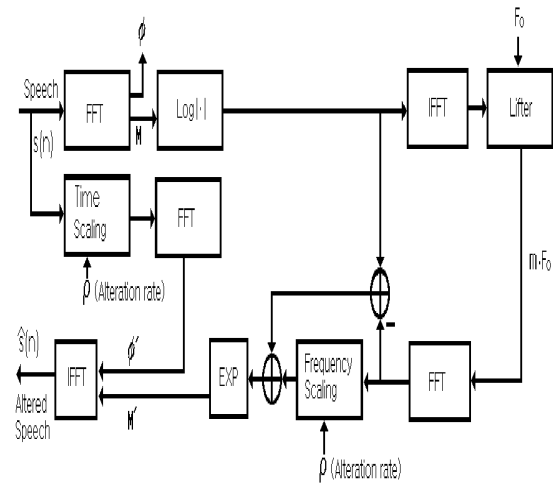 ϕ
F₀
Speech
FFT
M
Log|·|
IFFT
Lifter
s(n)
Time
Scaling
FFT
m·F₀
ρ (Alteration rate)
−
ŝ(n)
ϕ′
IFFT
EXP
Frequency
Scaling
FFT
Altered
Speech
M′
ρ (Alteration rate)